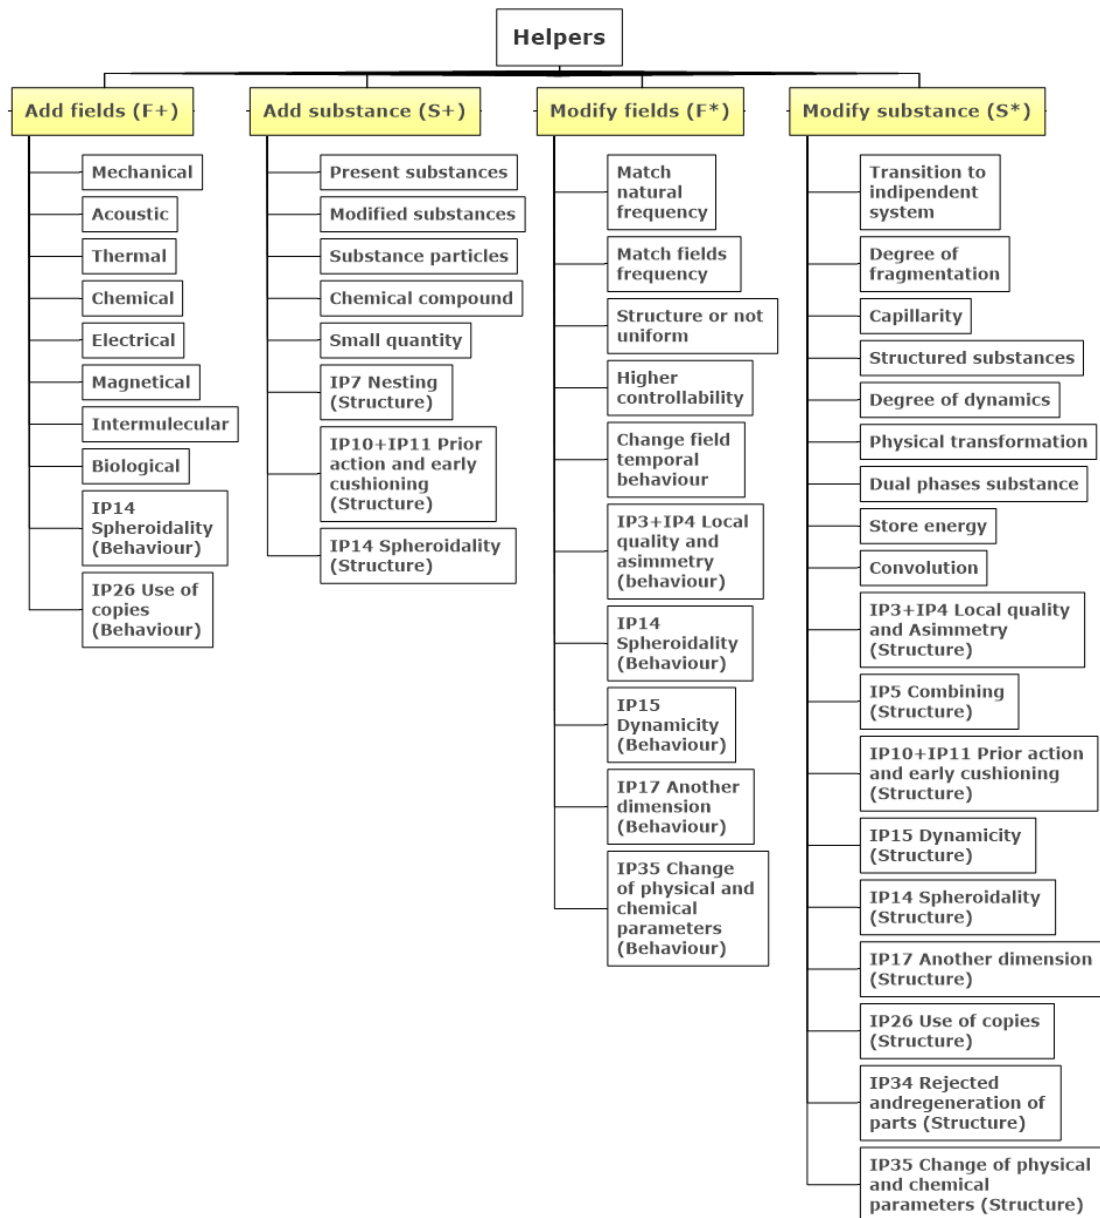 Helpers
Add fields (F+)
Mechanical
Acoustic
Thermal
Chemical
Electrical
Magnetical
Intermulecular
Biological
IP14
Spheroidality
(Behaviour)
IP26 Use of
copies
(Behaviour)
Add substance (S+)
Present substances
Modified substances
Substance particles
Chemical compound
Small quantity
IP7 Nesting
(Structure)
IP10+IP11 Prior
action and early
cushioning
(Structure)
IP14 Spheroidality
(Structure)
Modify fields (F*)
Match
natural
frequency
Match fields
frequency
Structure or not
uniform
Higher
controllability
Change field
temporal
behaviour
IP3+IP4 Local
quality and
asimmetry
(behaviour)
IP14
Spheroidality
(Behaviour)
IP15
Dynamicity
(Behaviour)
IP17 Another
dimension
(Behaviour)
IP35 Change
of physical and
chemical
parameters
(Behaviour)
Modify substance (S*)
Transition to
indipendent
system
Degree of
fragmentation
Capillarity
Structured substances
Degree of dynamics
Physical transformation
Dual phases substance
Store energy
Convolution
IP3+IP4 Local quality
and Asimmetry
(Structure)
IP5 Combining
(Structure)
IP10+IP11 Prior action
and early cushioning
(Structure)
IP15 Dynamicity
(Structure)
IP14 Spheroidality
(Structure)
IP17 Another dimension
(Structure)
IP26 Use of copies
(Structure)
IP34 Rejected
andregeneration of
parts (Structure)
IP35 Change of physical
and chemical
parameters (Structure)